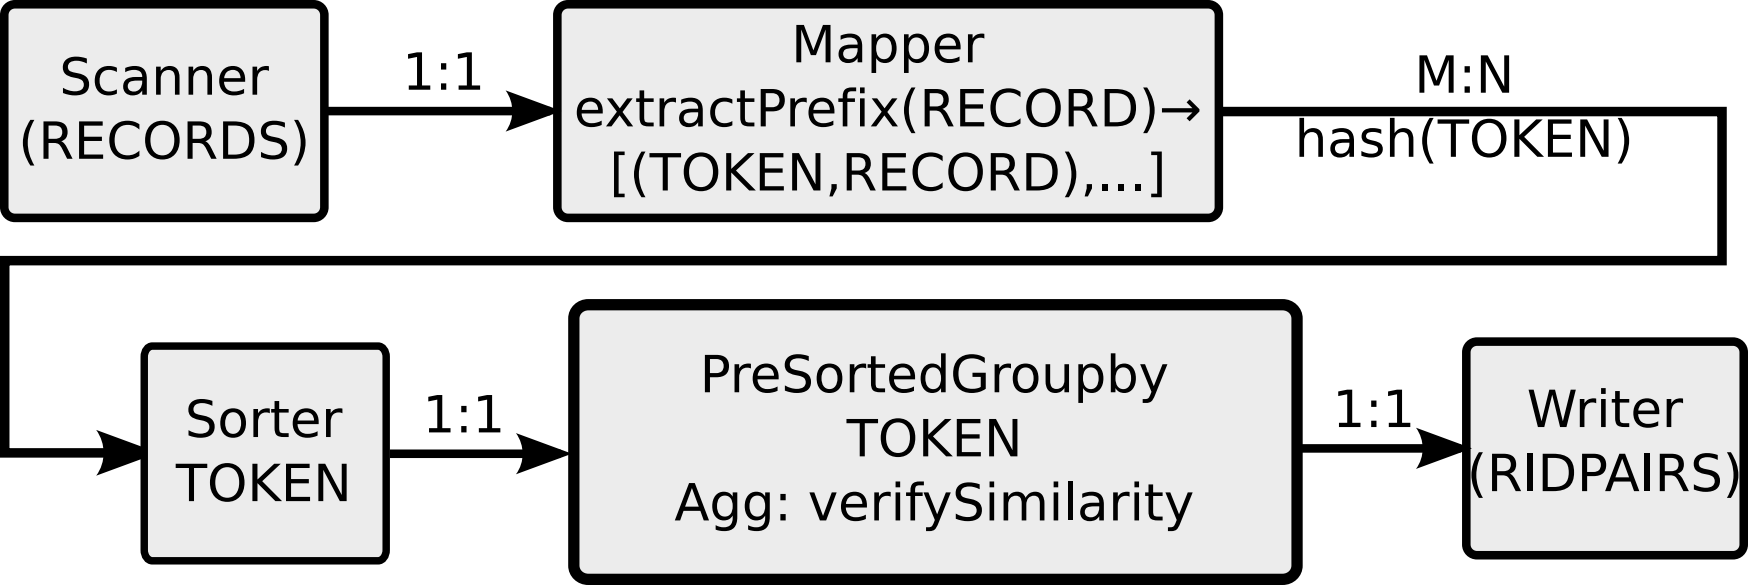 Scanner
(RECORDS)
1:1
Mapper
extractPrefix(RECORD)→
[(TOKEN,RECORD),...]
M:N
hash(TOKEN)
Sorter
TOKEN
1:1
PreSortedGroupby
TOKEN
Agg: verifySimilarity
1:1
Writer
(RIDPAIRS)